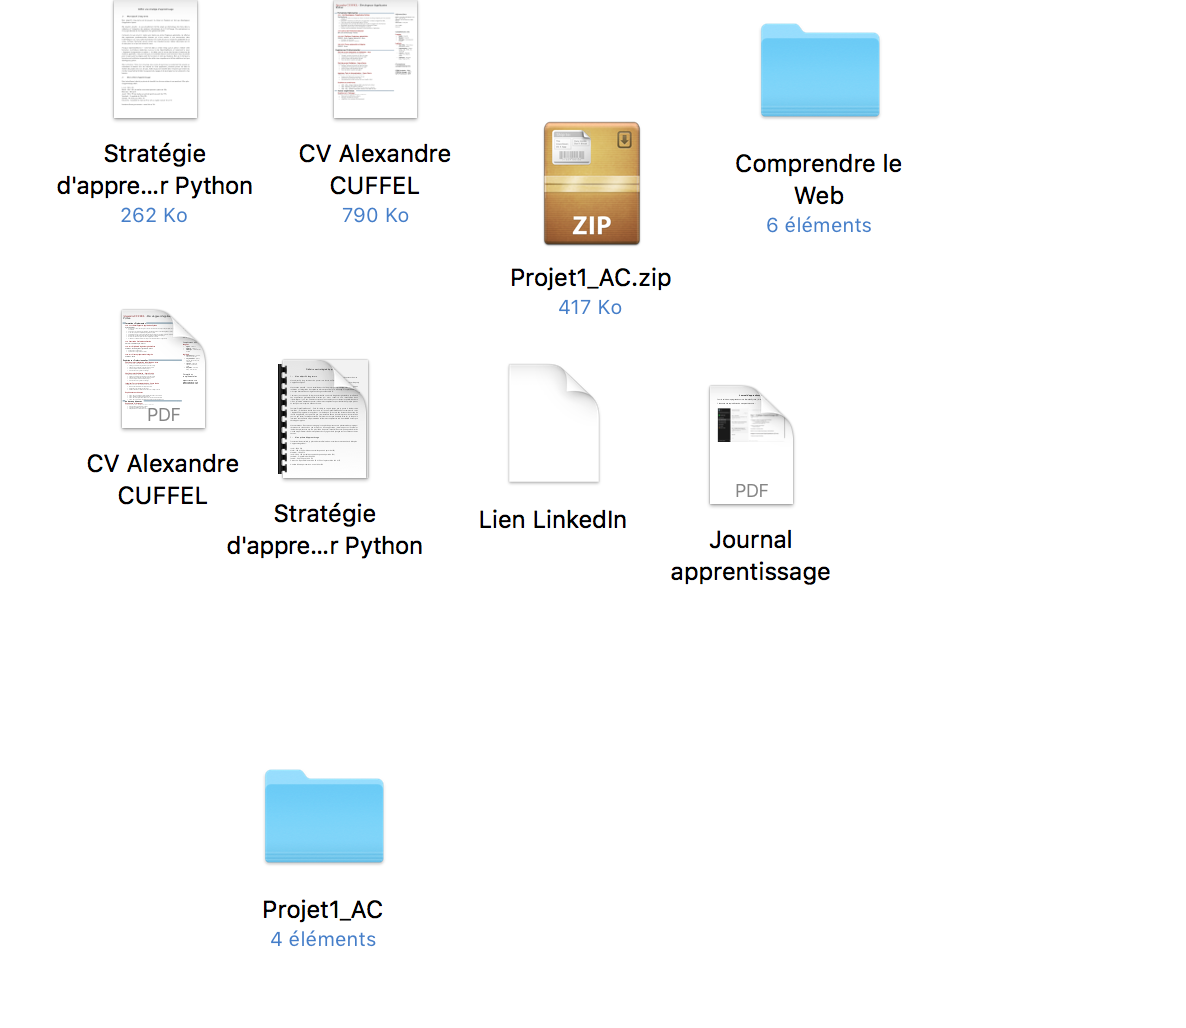 Stratégie
d'appre...r Python
262 Ko
CV Alexandre
CUFFEL
790 Ko
ZIP
Projet1_AC.zip
417 Ko
Comprendre le
Web
6 éléments
PDF
CV Alexandre
CUFFEL
Stratégie
d'appre...r Python
Lien LinkedIn
PDF
Journal
apprentissage
Projet1_AC
4 éléments